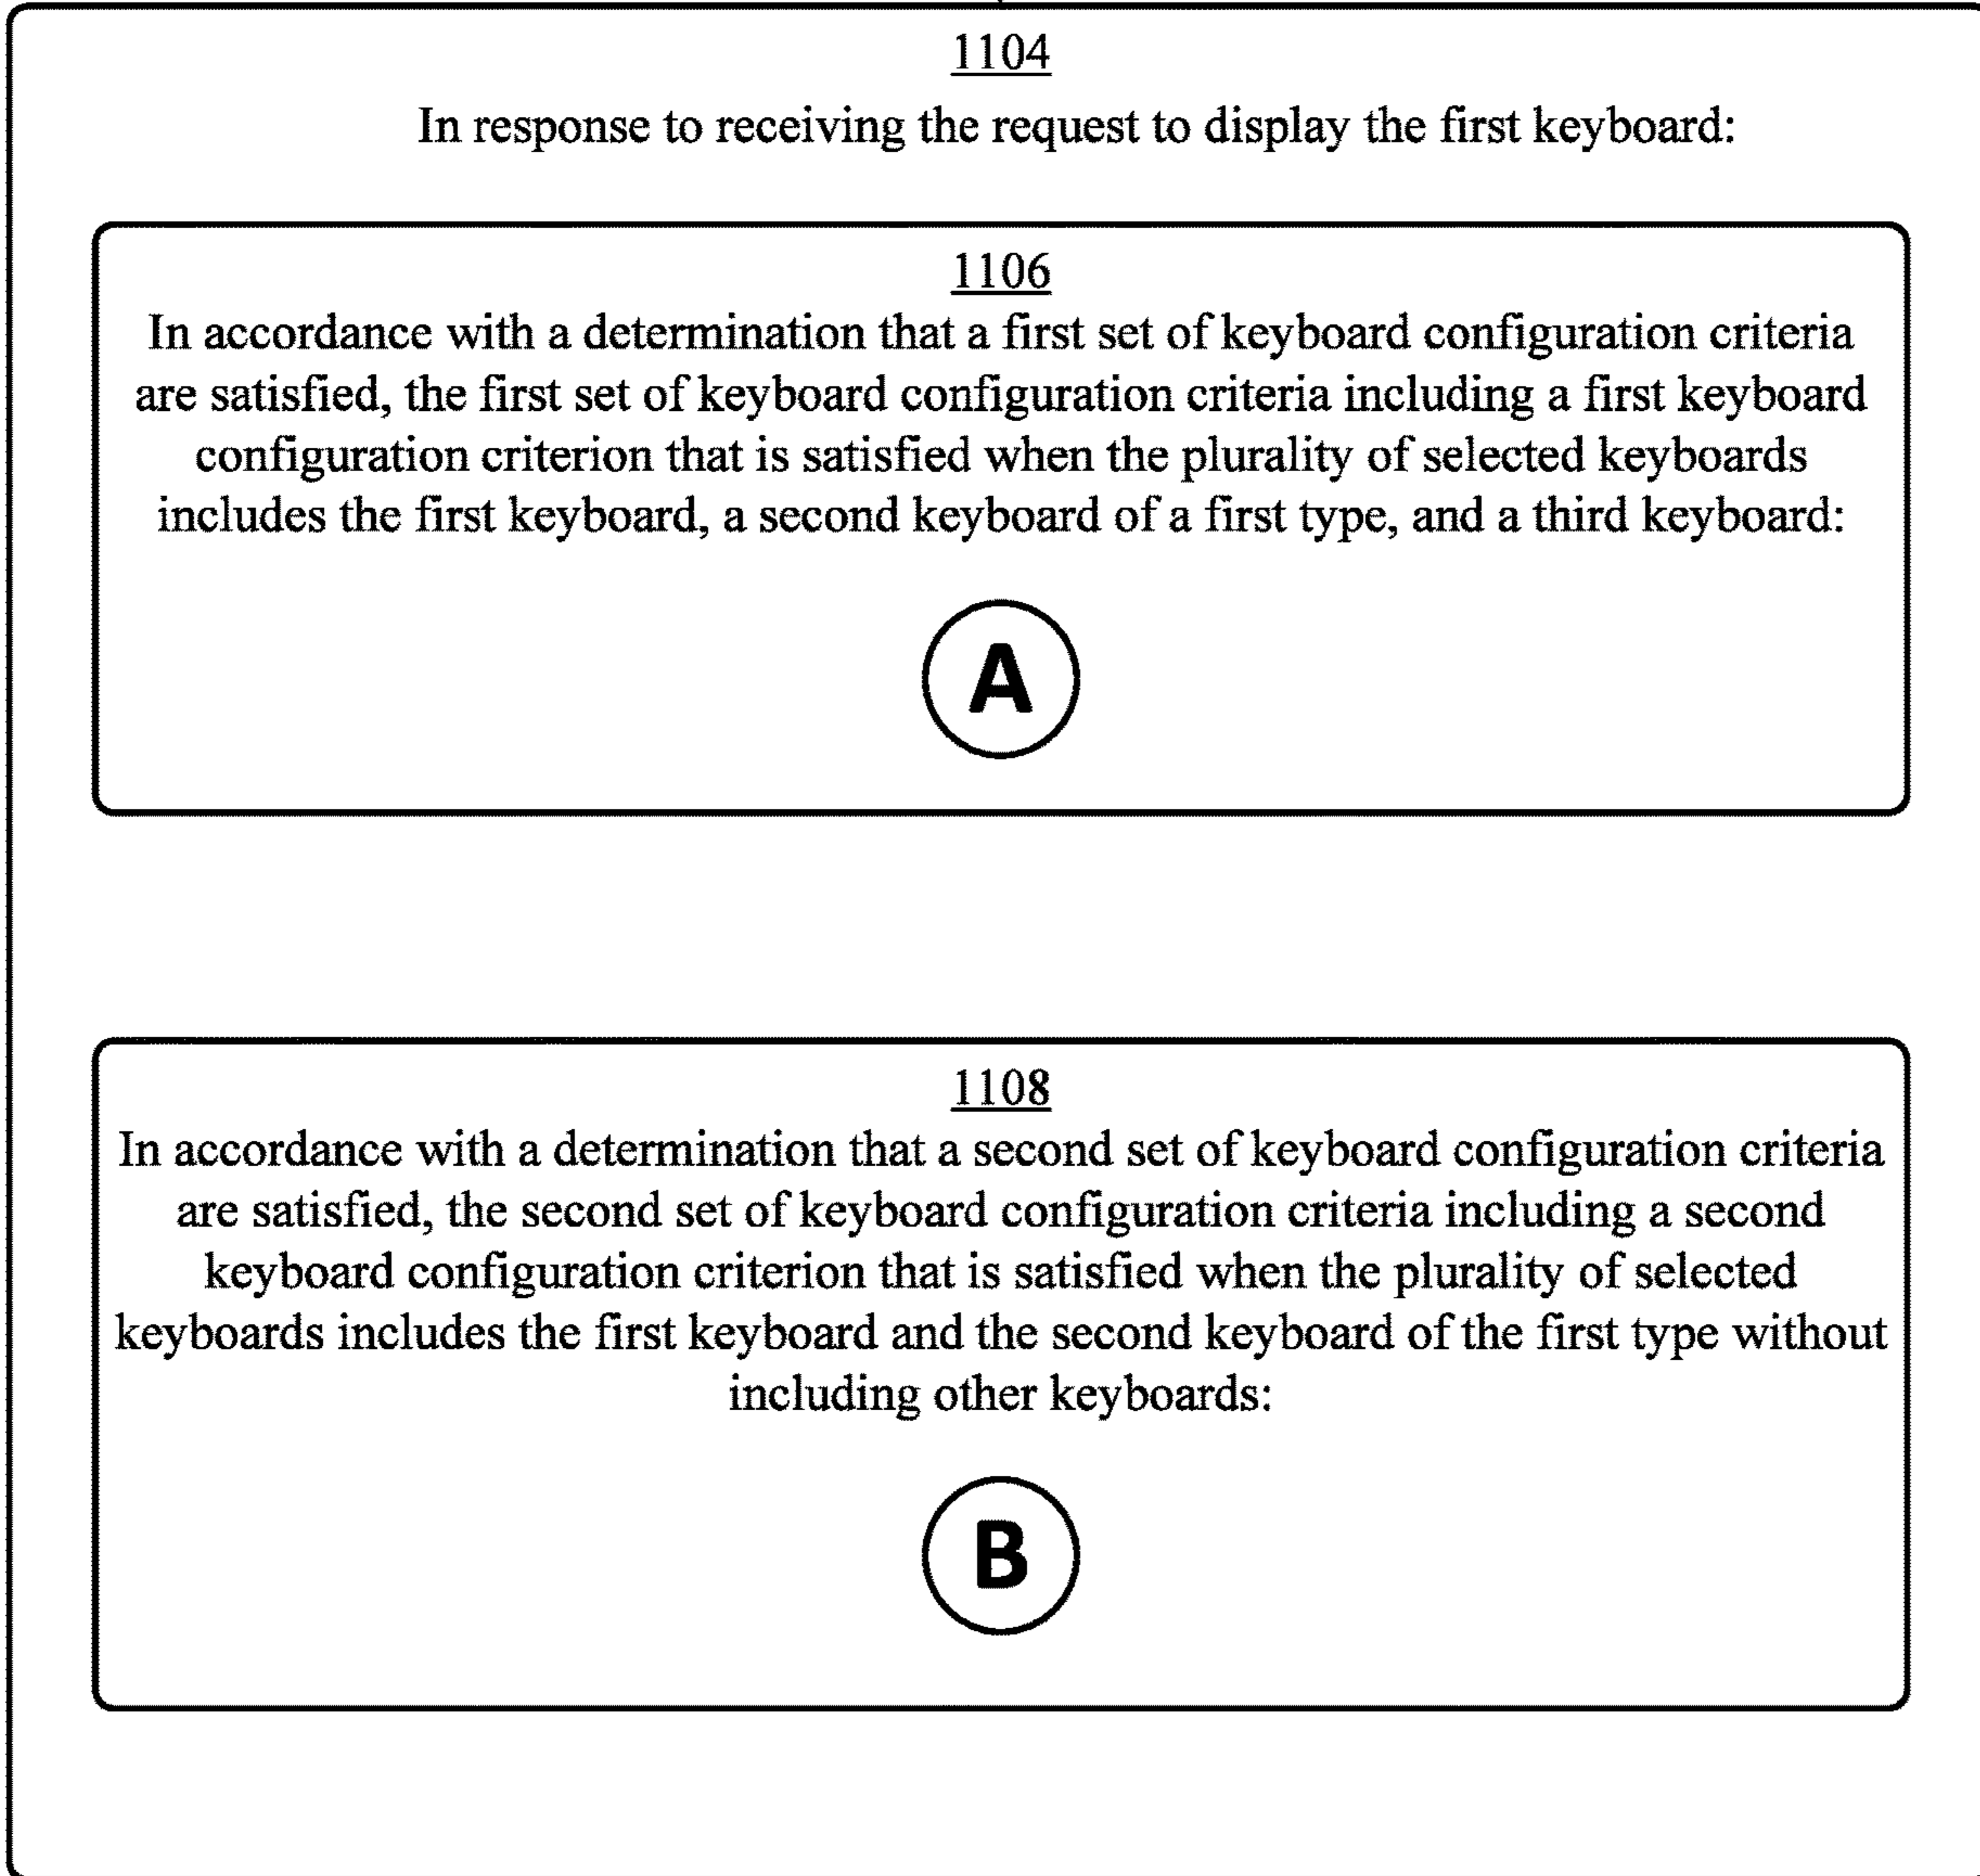 1104
In response to receiving the request to display the first keyboard:
1106
In accordance with a determination that a first set of keyboard configuration criteria
are satisfied, the first set of keyboard configuration criteria including a first keyboard
configuration criterion that is satisfied when the plurality of selected keyboards
includes the first keyboard, a second keyboard of a first type, and a third keyboard:
A
1108
In accordance with a determination that a second set of keyboard configuration criteria
are satisfied, the second set of keyboard configuration criteria including a second
keyboard configuration criterion that is satisfied when the plurality of selected
keyboards includes the first keyboard and the second keyboard of the first type without
including other keyboards:
B